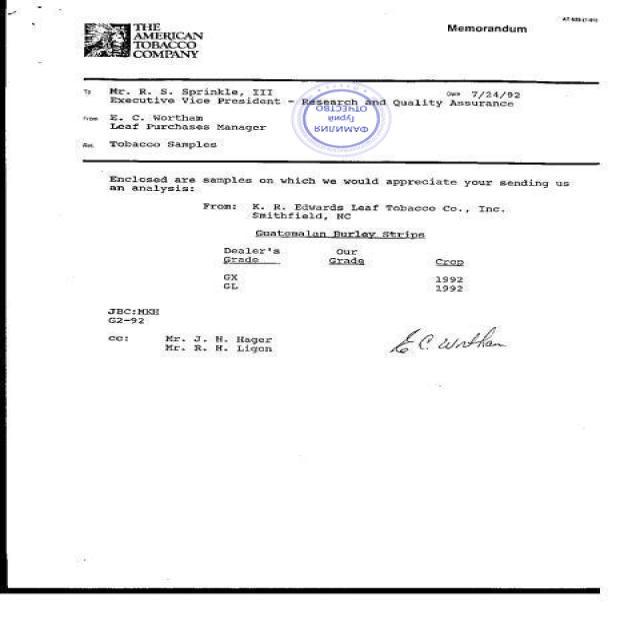 THE
AMERICAN
TOBACCO
COMPANY
Memorandum
To Mr. R. S. Sprinkle, III
Executive Vice President - Research and Quality Assurance
Date 7/24/92
From E. C. Wortham
Leaf Purchases Manager
Re: Tobacco Samples
ОТЧЕСТВО
Гурий
ФАМИЛИЯ
Enclosed are samples on which we would appreciate your sending us
an analysis:
From: K. R. Edwards Leaf Tobacco Co., Inc.
Smithfield, NC
Guatemalan Burley Strips
Dealer's Our
Grade Grade Crop
GX 1992
GL 1992
JBC:MKH
G2-92
cc: Mr. J. H. Hager
Mr. R. H. Ligon
E C. Wortham